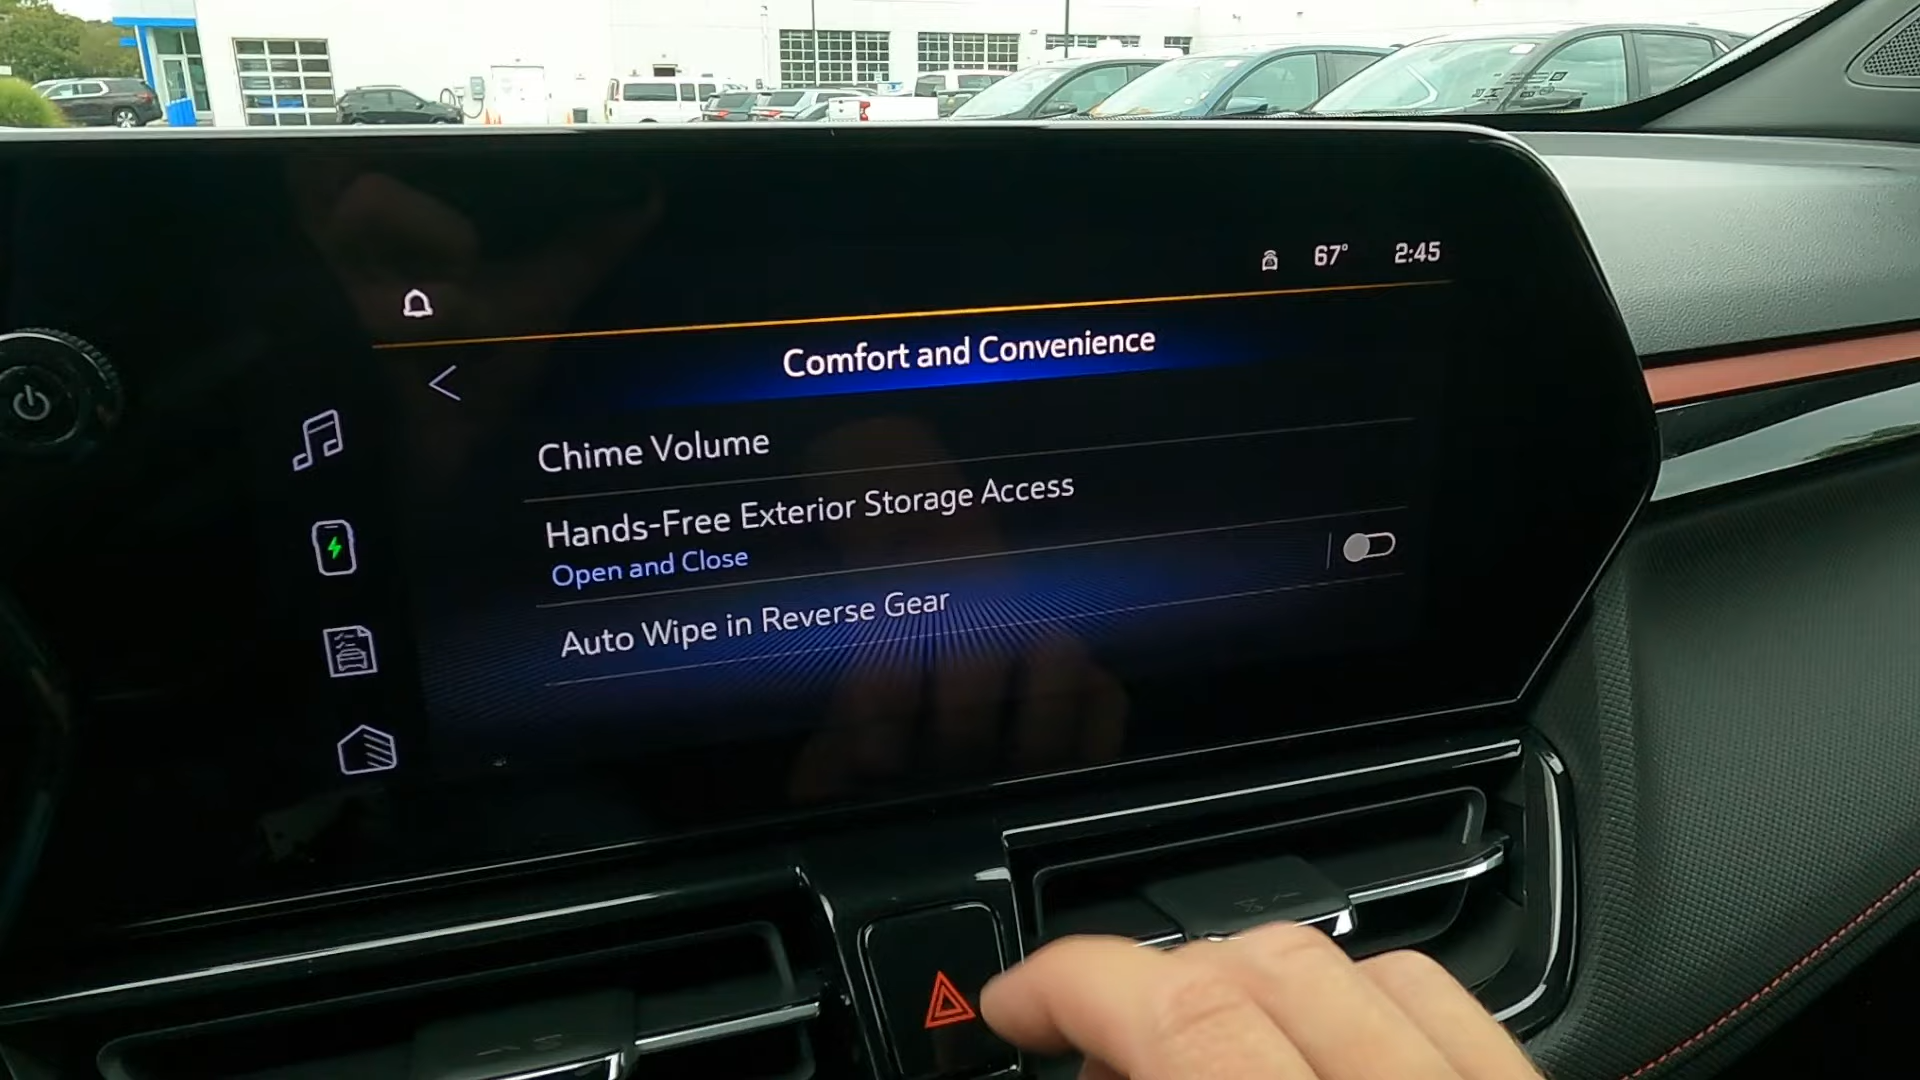 67° 2:45
Comfort and Convenience
Chime Volume
Hands-Free Exterior Storage Access
Open and Close
Auto Wipe in Reverse Gear